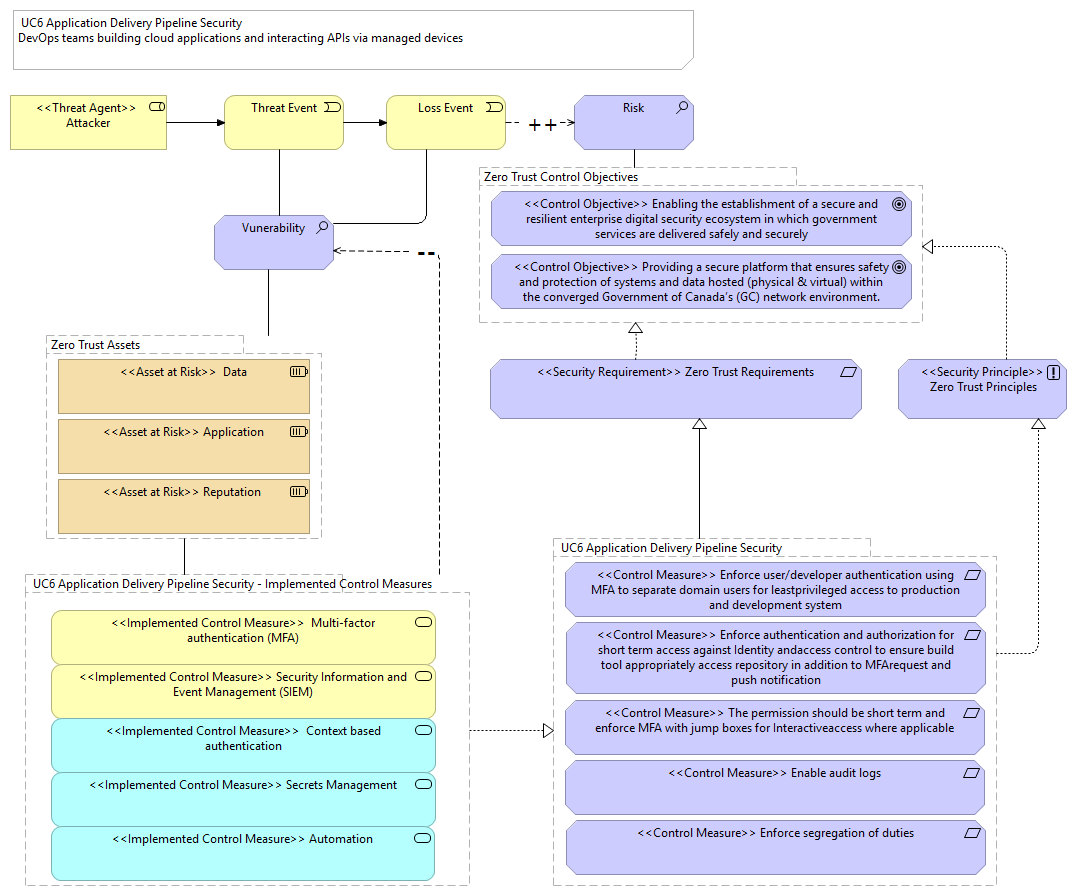 UC6 Application Delivery Pipeline Security
DevOps teams building cloud applications and interacting APIs via managed devices
<<Threat Agent>>
Attacker
Threat Event
Loss Event
++
Risk
Vunerability
--
Zero Trust Control Objectives
<<Control Objective>> Enabling the establishment of a secure and
resilient enterprise digital security ecosystem in which government
services are delivered safely and securely
<<Control Objective>> Providing a secure platform that ensures safety
and protection of systems and data hosted (physical & virtual) within
the converged Government of Canada's (GC) network environment.
Zero Trust Assets
<<Asset at Risk>> Data
<<Asset at Risk>> Application
<<Asset at Risk>> Reputation
<<Security Requirement>> Zero Trust Requirements
<<Security Principle>>
Zero Trust Principles
UC6 Application Delivery Pipeline Security - Implemented Control Measures
<<Implemented Control Measure>> Multi-factor
authentication (MFA)
<<Implemented Control Measure>> Security Information and
Event Management (SIEM)
<<Implemented Control Measure>> Context based
authentication
<<Implemented Control Measure>> Secrets Management
<<Implemented Control Measure>> Automation
UC6 Application Delivery Pipeline Security
<<Control Measure>> Enforce user/developer authentication using
MFA to separate domain users for leastprivileged access to production
and development system
<<Control Measure>> Enforce authentication and authorization for
short term access against Identity andaccess control to ensure build
tool appropriately access repository in addition to MFArequest and
push notification
<<Control Measure>> The permission should be short term and
enforce MFA with jump boxes for Interactiveaccess where applicable
<<Control Measure>> Enable audit logs
<<Control Measure>> Enforce segregation of duties